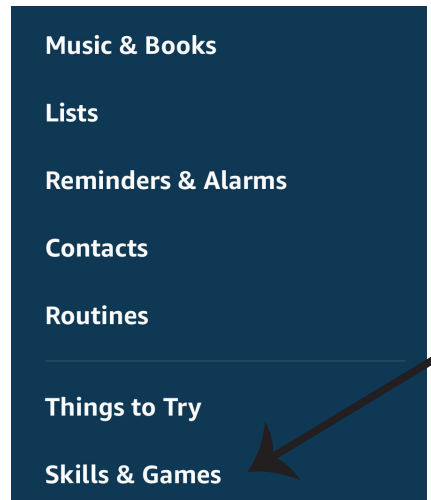 Music & Books
Lists
Reminders & Alarms
Contacts
Routines
Things to Try
Skills & Games